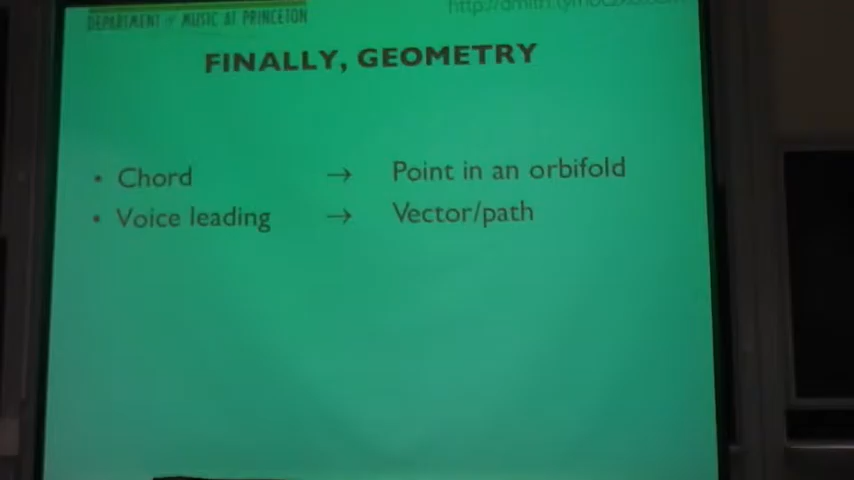 DEPARTMENT of MUSIC AT PRINCETON
FINALLY, GEOMETRY
• Chord → Point in an orbifold
• Voice leading → Vector/path